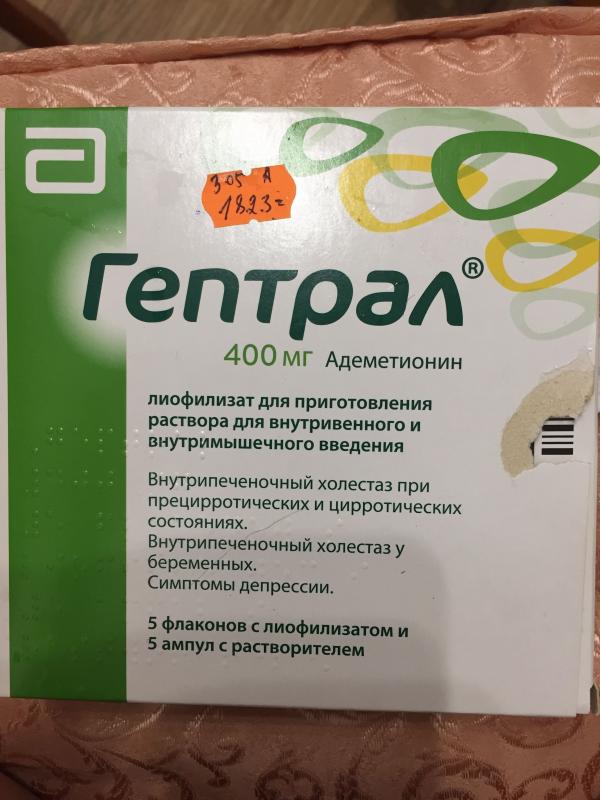 305 А
1823=
Гептрал®
400 мг Адеметионин
лиофилизат для приготовления
раствора для внутривенного и
внутримышечного введения
Внутрипеченочный холестаз при
прецирротических и цирротических
состояниях.
Внутрипеченочный холестаз у
беременных.
Симптомы депрессии.
5 флаконов с лиофилизатом и
5 ампул с растворителем